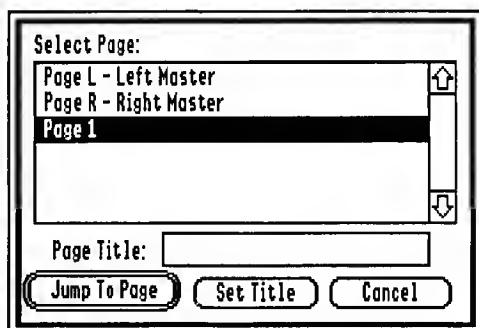 Select Page:
Page L - Left Master
Page R - Right Master
Page 1
Page Title:
Jump To Page Set Title Cancel